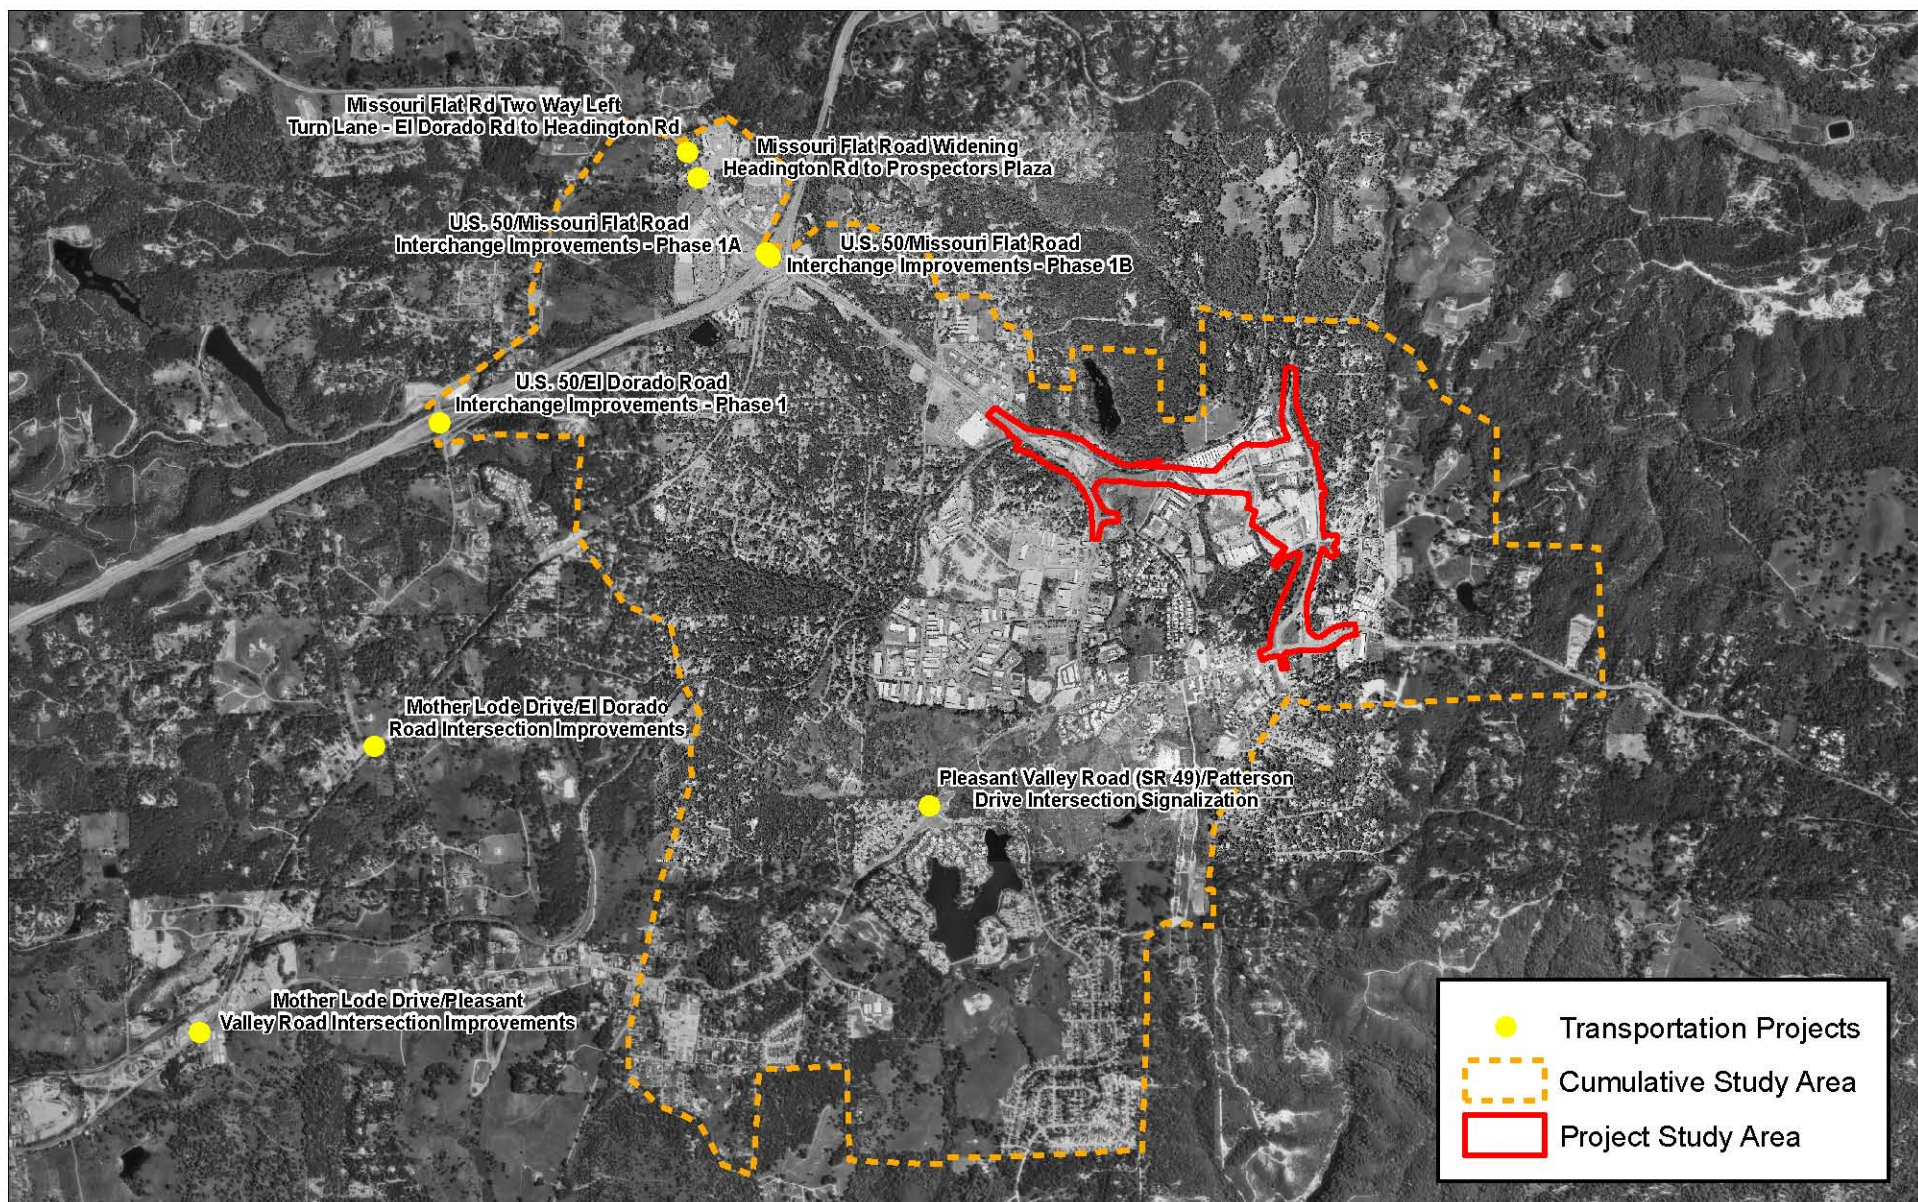 Missouri Flat Rd Two Way Left
Turn Lane - El Dorado Rd to Headington Rd
Missouri Flat Road Widening
Headington Rd to Prospectors Plaza
U.S. 50/Missouri Flat Road
Interchange Improvements - Phase 1A
U.S. 50/Missouri Flat Road
Interchange Improvements - Phase 1B
U.S. 50/El Dorado Road
Interchange Improvements - Phase 1
Mother Lode Drive/El Dorado
Road Intersection Improvements
Pleasant Valley Road (SR 49)/Patterson
Drive Intersection Signalization
Mother Lode Drive/Pleasant
Valley Road Intersection Improvements
Transportation Projects
Cumulative Study Area
Project Study Area